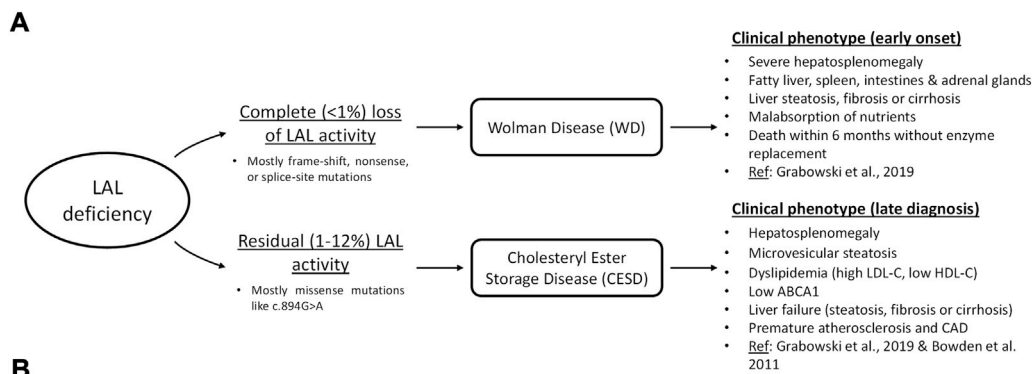 A
LAL
deficiency
Complete (<1%) loss
of LAL activity
• Mostly frame-shift, nonsense,
or splice-site mutations
Wolman Disease (WD)
Clinical phenotype (early onset)
• Severe hepatosplenomegaly
• Fatty liver, spleen, intestines & adrenal glands
• Liver steatosis, fibrosis or cirrhosis
• Malabsorption of nutrients
• Death within 6 months without enzyme
replacement
• Ref: Grabowski et al., 2019
Residual (1-12%) LAL
activity
• Mostly missense mutations
like c.894G>A
Cholesteryl Ester
Storage Disease (CESD)
Clinical phenotype (late diagnosis)
• Hepatosplenomegaly
• Microvesicular steatosis
• Dyslipidemia (high LDL-C, low HDL-C)
• Low ABCA1
• Liver failure (steatosis, fibrosis or cirrhosis)
• Premature atherosclerosis and CAD
• Ref: Grabowski et al., 2019 & Bowden et al.
2011
B